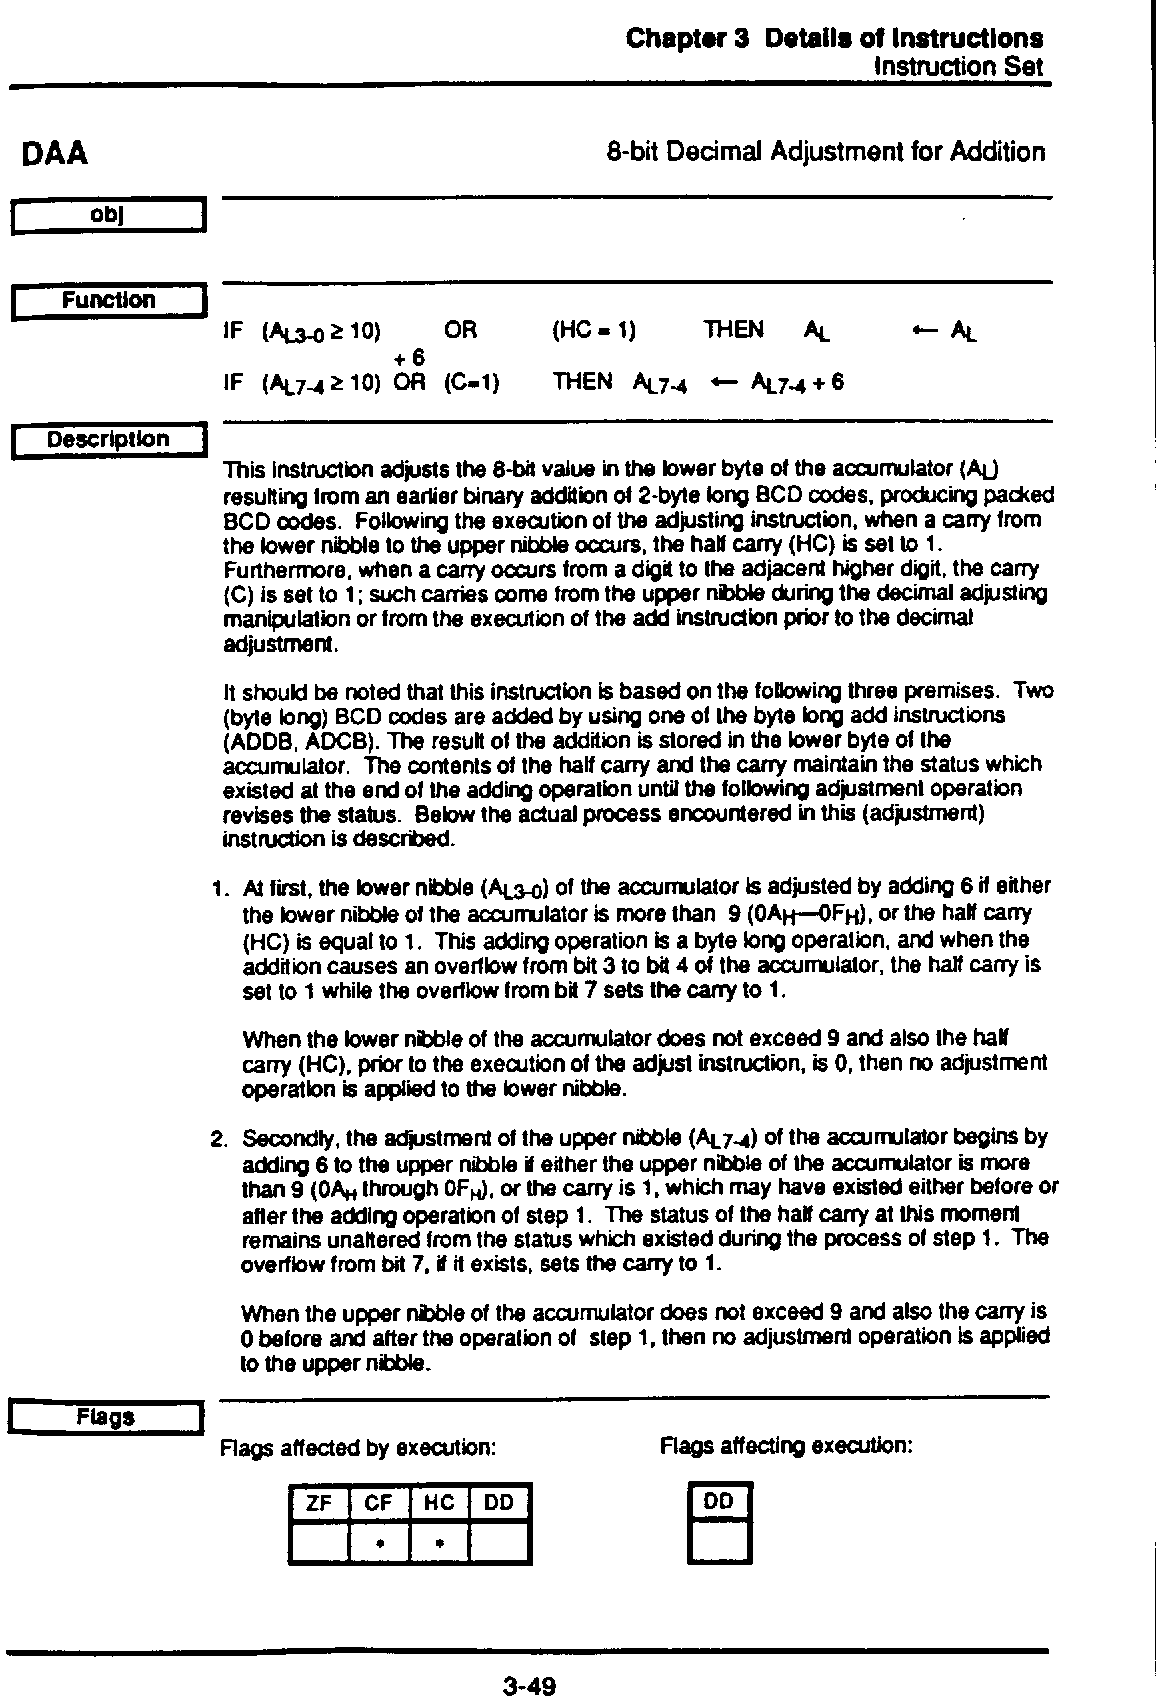 Chapter 3 Details of Instructions
Instruction Set
DAA 8-bit Decimal Adjustment for Addition
obj
Function
IF (AL3-0 ≥ 10) OR (HC = 1) THEN AL ← AL
+ 6
IF (AL7-4 ≥ 10) OR (C=1) THEN AL7-4 ← AL7-4 + 6
Description
This instruction adjusts the 8-bit value in the lower byte of the accumulator (AL)
resulting from an earlier binary addition of 2-byte long BCD codes, producing packed
BCD codes. Following the execution of the adjusting instruction, when a carry from
the lower nibble to the upper nibble occurs, the half carry (HC) is set to 1.
Furthermore, when a carry occurs from a digit to the adjacent higher digit, the carry
(C) is set to 1; such carries come from the upper nibble during the decimal adjusting
manipulation or from the execution of the add instruction prior to the decimal
adjustment.
It should be noted that this instruction is based on the following three premises. Two
(byte long) BCD codes are added by using one of the byte long add instructions
(ADDB, ADCB). The result of the addition is stored in the lower byte of the
accumulator. The contents of the half carry and the carry maintain the status which
existed at the end of the adding operation until the following adjustment operation
revises the status. Below the actual process encountered in this (adjustment)
instruction is described.
1. At first, the lower nibble (AL3-0) of the accumulator is adjusted by adding 6 if either
the lower nibble of the accumulator is more than 9 (0AH—0FH), or the half carry
(HC) is equal to 1. This adding operation is a byte long operation, and when the
addition causes an overflow from bit 3 to bit 4 of the accumulator, the half carry is
set to 1 while the overflow from bit 7 sets the carry to 1.
When the lower nibble of the accumulator does not exceed 9 and also the half
carry (HC), prior to the execution of the adjust instruction, is 0, then no adjustment
operation is applied to the lower nibble.
2. Secondly, the adjustment of the upper nibble (AL7-4) of the accumulator begins by
adding 6 to the upper nibble if either the upper nibble of the accumulator is more
than 9 (0AH through 0FH), or the carry is 1, which may have existed either before or
after the adding operation of step 1. The status of the half carry at this moment
remains unaltered from the status which existed during the process of step 1. The
overflow from bit 7, if it exists, sets the carry to 1.
When the upper nibble of the accumulator does not exceed 9 and also the carry is
0 before and after the operation of step 1, then no adjustment operation is applied
to the upper nibble.
Flags
Flags affected by execution: Flags affecting execution:
ZF CF HC DD DD
* *
3-49